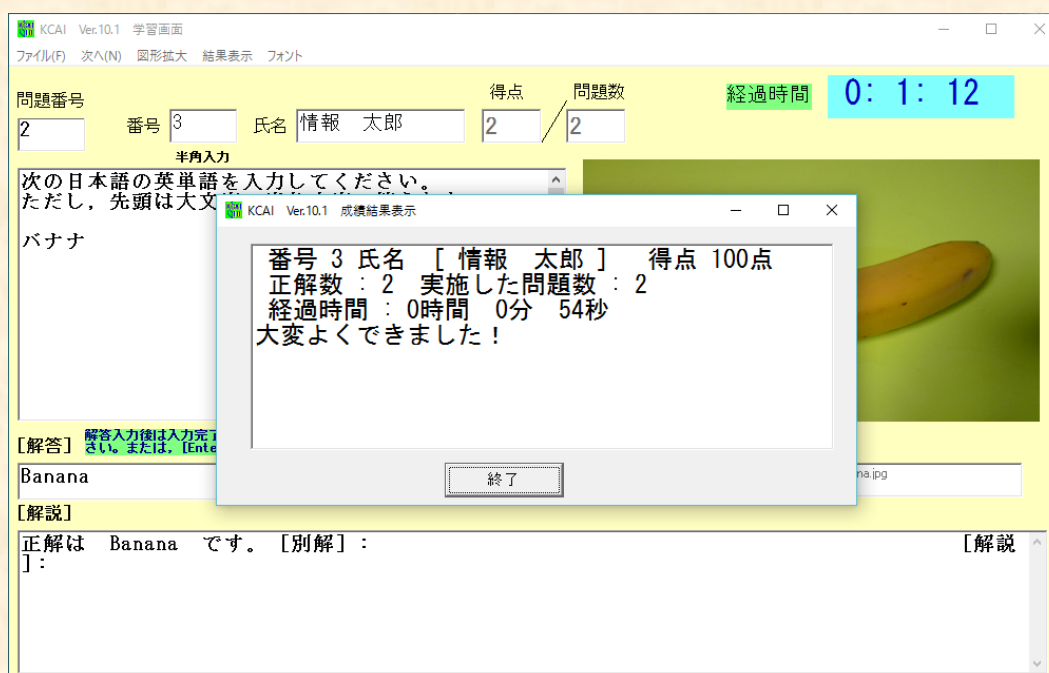 KCAI Ver.10.1 学習画面
ファイル(F) 次へ(N) 図形拡大 結果表示 フォント
問題番号
2
番号 3
半角入力
氏名 情報 太郎
得点 / 問題数
2 / 2
経過時間 0: 1: 12
次の日本語の英単語を入力してください。
ただし，先頭は大文
バナナ
KCAI Ver.10.1 成績結果表示
番号 3 氏名 [ 情報 太郎 ] 得点 100点
正解数 : 2 実施した問題数 : 2
経過時間 : 0時間 0分 54秒
大変よくできました！
終了
[解答]
解答入力後は入力完了
さい。または，[Ente
Banana
na.jpg
[解説]
正解は Banana です。 [別解] : [解説
] :